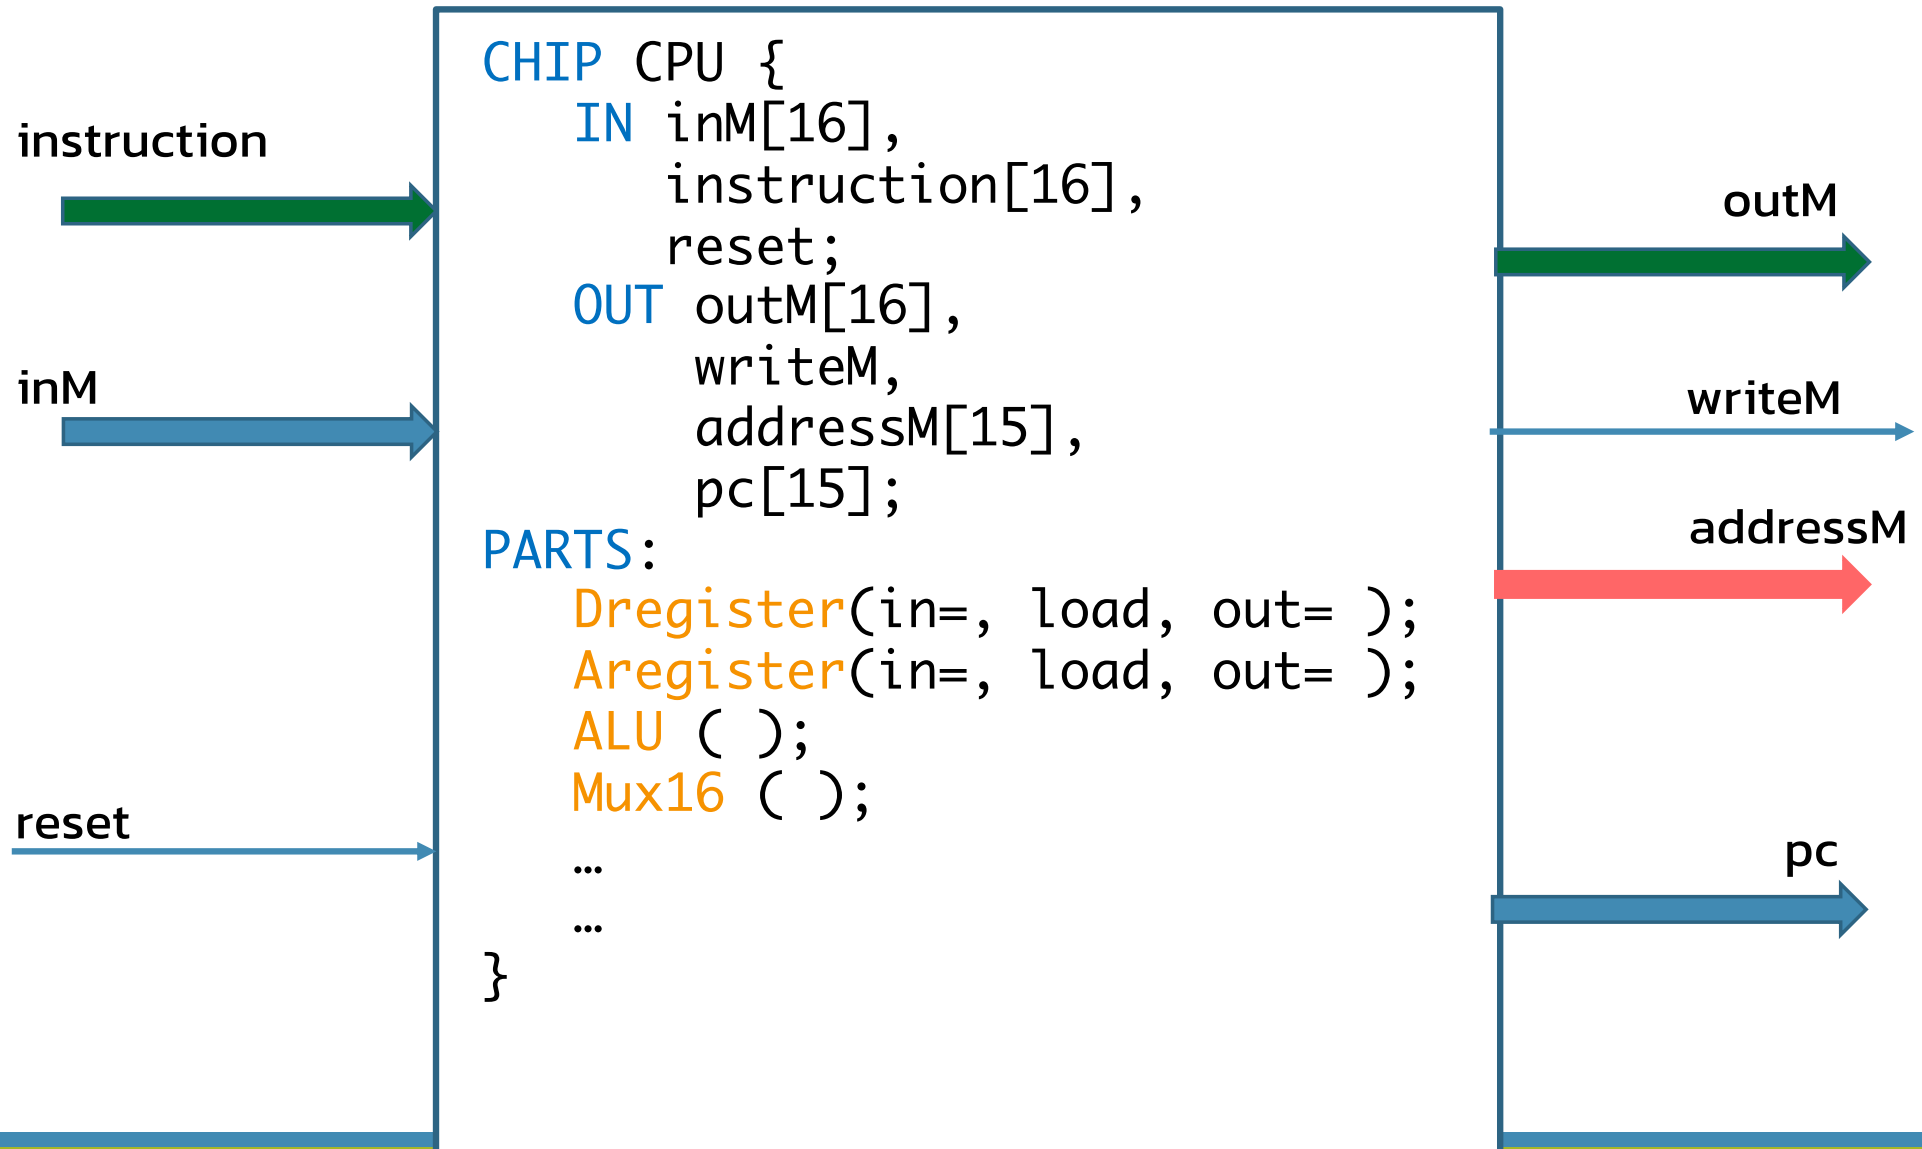 instruction
inM
reset
CHIP CPU {
IN inM[16],
instruction[16],
reset;
OUT outM[16],
writeM,
addressM[15],
pc[15];
PARTS:
Dregister(in=, load, out= );
Aregister(in=, load, out= );
ALU ( );
Mux16 ( );
…
…
}
outM
writeM
addressM
pc